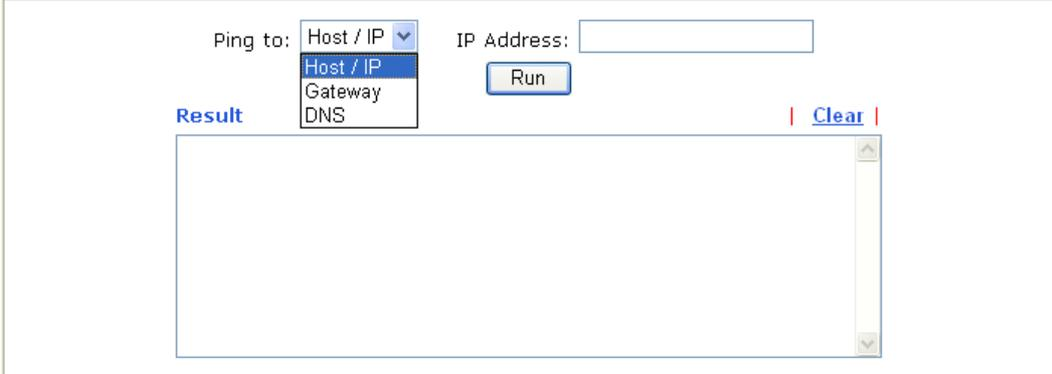 Ping to: Host / IP IP Address:
Host / IP
Run
Gateway
DNS
Result | Clear |